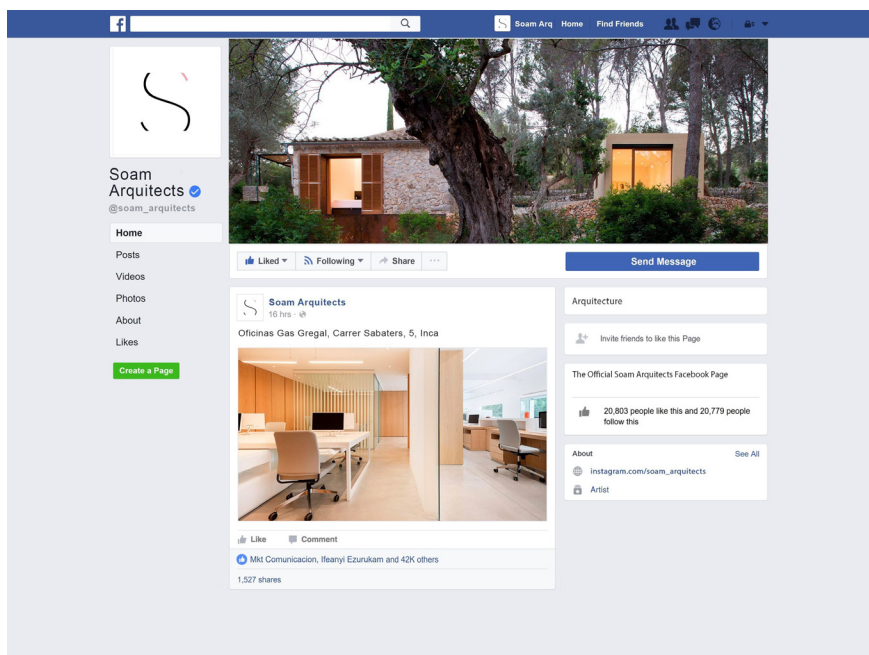 f
Soam Arq Home Find Friends
S
Soam
Arquitects
@soam_arquitects
Home
Posts
Videos
Photos
About
Likes
Create a Page
Liked Following Share ...
Send Message
Soam Arquitects
16 hrs ·
Oficinas Gas Gregal, Carrer Sabaters, 5, Inca
Like Comment
Mkt Comunicacion, Ifeanyi Ezurukam and 42K others
1,527 shares
Arquitecture
Invite friends to like this Page
The Official Soam Arquitects Facebook Page
20,803 people like this and 20,779 people
follow this
About See All
instagram.com/soam_arquitects
Artist